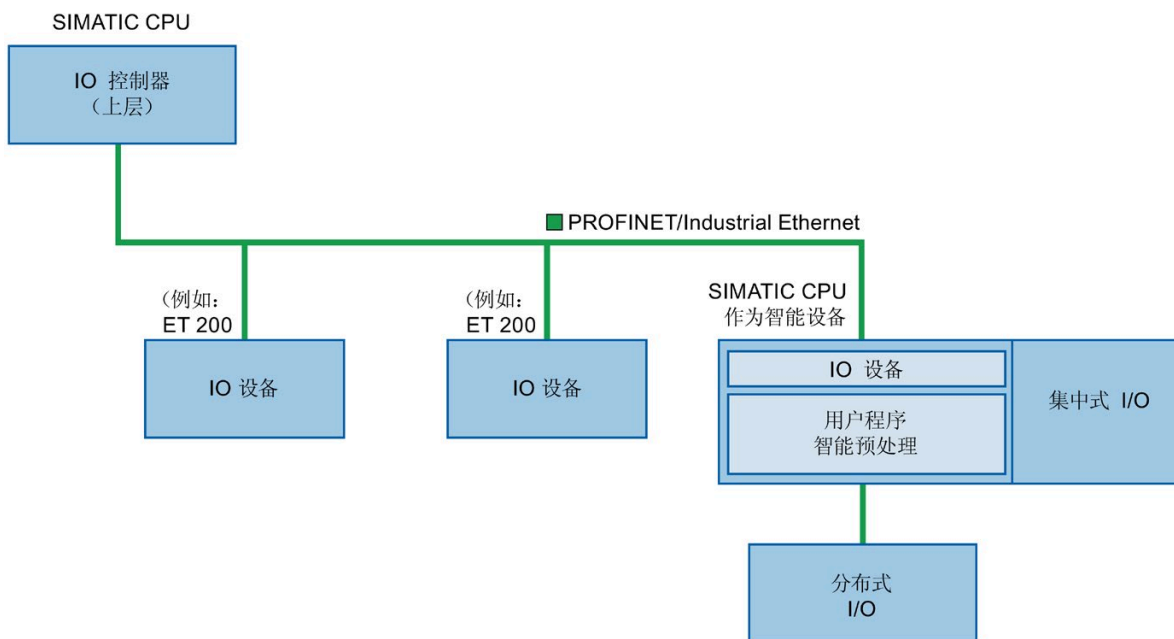 SIMATIC CPU
IO 控制器
（上层）
PROFINET/Industrial Ethernet
（例如：
ET 200
（例如：
ET 200
SIMATIC CPU
作为智能设备
IO 设备
IO 设备
IO 设备
用户程序
智能预处理
集中式 I/O
分布式
I/O